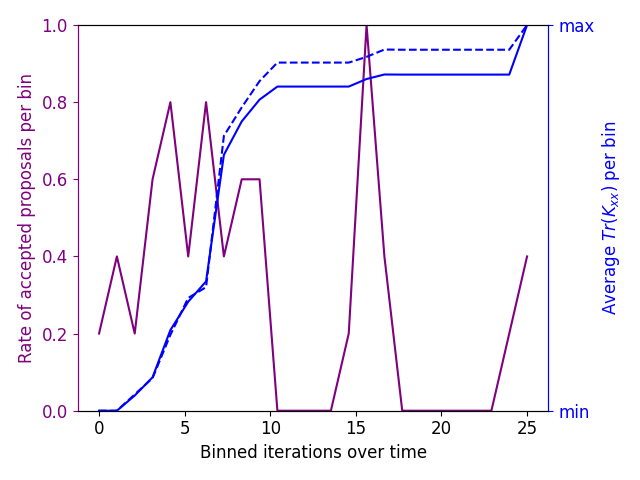 1.0
0.8
0.6
0.4
0.2
0.0
Rate of accepted proposals per bin
0
5
10
15
20
25
Binned iterations over time
max
min
Average Tr(Kxx) per bin